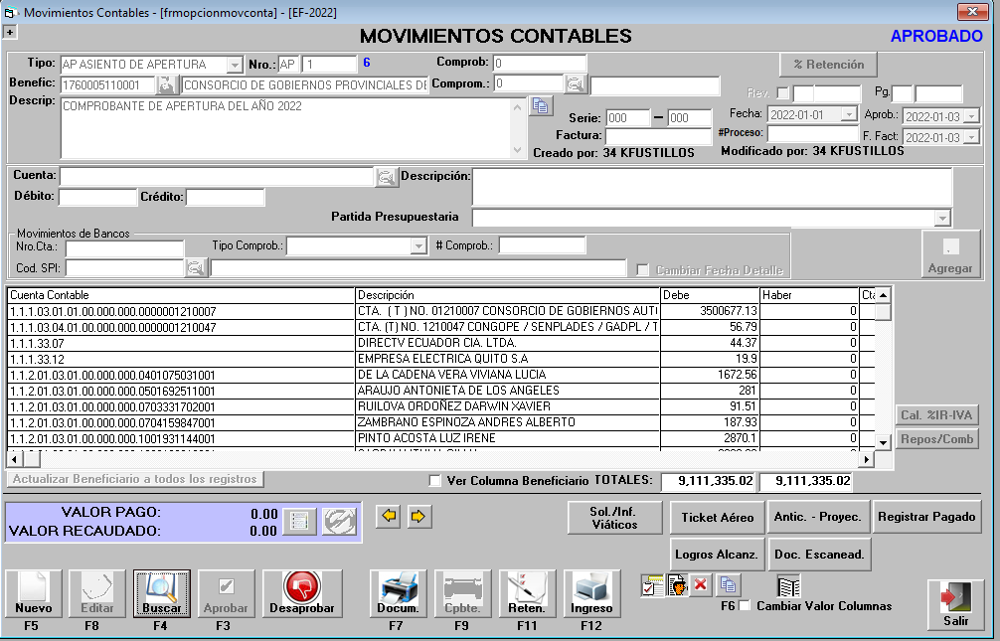 Movimientos Contables - [frmopcionmovconta] - [EF-2022]
+
MOVIMIENTOS CONTABLES
APROBADO
Tipo: AP ASIENTO DE APERTURA Nro.: AP 1 6 Comprob: 0
% Retención
Benefic: 1760005110001 CONSORCIO DE GOBIERNOS PROVINCIALES DE Comprom.: 0
Rev. Pg.
Descrip: COMPROBANTE DE APERTURA DEL AÑO 2022
Serie: 000 — 000 Fecha: 2022-01-01 Aprob.: 2022-01-03
Factura: #Proceso: F. Fact: 2022-01-03
Creado por: 34 KFUSTILLOS Modificado por: 34 KFUSTILLOS
Cuenta: Descripción:
Débito: Crédito:
Partida Presupuestaria
Movimientos de Bancos
Nro.Cta.: Tipo Comprob.: # Comprob.:
Cod. SPI: Cambiar Fecha Detalle
Agregar
Cuenta Contable Descripción Debe Haber Cta
1.1.1.03.01.01.00.000.000.0000001210007 CTA. ( T ) NO. 01210007 CONSORCIO DE GOBIERNOS AUT 3500677.13 0
1.1.1.03.04.01.00.000.000.0000001210047 CTA. (T) NO. 1210047 CONGOPE / SENPLADES / GADPL / T 56.79 0
1.1.1.33.07 DIRECTV ECUADOR CIA. LTDA. 44.37 0
1.1.1.33.12 EMPRESA ELECTRICA QUITO S.A 19.9 0
1.1.2.01.03.01.00.000.000.0401075031001 DE LA CADENA VERA VIVIANA LUCIA 1672.56 0
1.1.2.01.03.01.00.000.000.0501692511001 ARAUJO ANTONIETA DE LOS ANGELES 281 0
1.1.2.01.03.01.00.000.000.0703331702001 RUILOVA ORDOÑEZ DARWIN XAVIER 91.51 0
1.1.2.01.03.01.00.000.000.0704159847001 ZAMBRANO ESPINOZA ANDRES ALBERTO 187.93 0
1.1.2.01.03.01.00.000.000.1001931144001 PINTO ACOSTA LUZ IRENE 2870.1 0
Cal. %IR-IVA
Repos/Comb
Actualizar Beneficiario a todos los registros Ver Columna Beneficiario TOTALES: 9,111,335.02 9,111,335.02
VALOR PAGO: 0.00
VALOR RECAUDADO: 0.00
Sol./Inf. Viáticos
Ticket Aéreo
Antic. - Proyec.
Registrar Pagado
Logros Alcanz.
Doc. Escanead.
Nuevo Editar Buscar Aprobar Desaprobar Docum. Cpbte. Reten. Ingreso
F5 F8 F4 F3 F7 F9 F11 F12
F6 Cambiar Valor Columnas
Salir